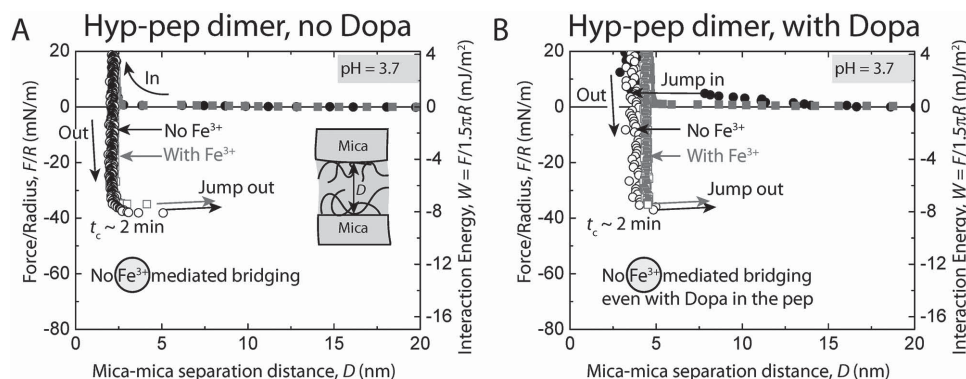 A
Hyp-pep dimer, no Dopa
Force/Radius, F/R (mN/m)
20
0
-20
-40
-60
-80
pH = 3.7
In
Out
No Fe³⁺
With Fe³⁺
Jump out
t_c ~ 2 min
Mica
D
Mica
No Fe³⁺ mediated bridging
4
0
-4
-8
-12
-16
Interaction Energy, W = F/1.5πR (mJ/m²)
0 5 10 15 20
Mica-mica separation distance, D (nm)
B
Hyp-pep dimer, with Dopa
Force/Radius, F/R (mN/m)
20
0
-20
-40
-60
-80
pH = 3.7
Jump in
Out
No Fe³⁺
With Fe³⁺
Jump out
t_c ~ 2 min
No Fe³⁺ mediated bridging
even with Dopa in the pep
4
0
-4
-8
-12
-16
Interaction Energy, W = F/1.5πR (mJ/m²)
0 5 10 15 20
Mica-mica separation distance, D (nm)